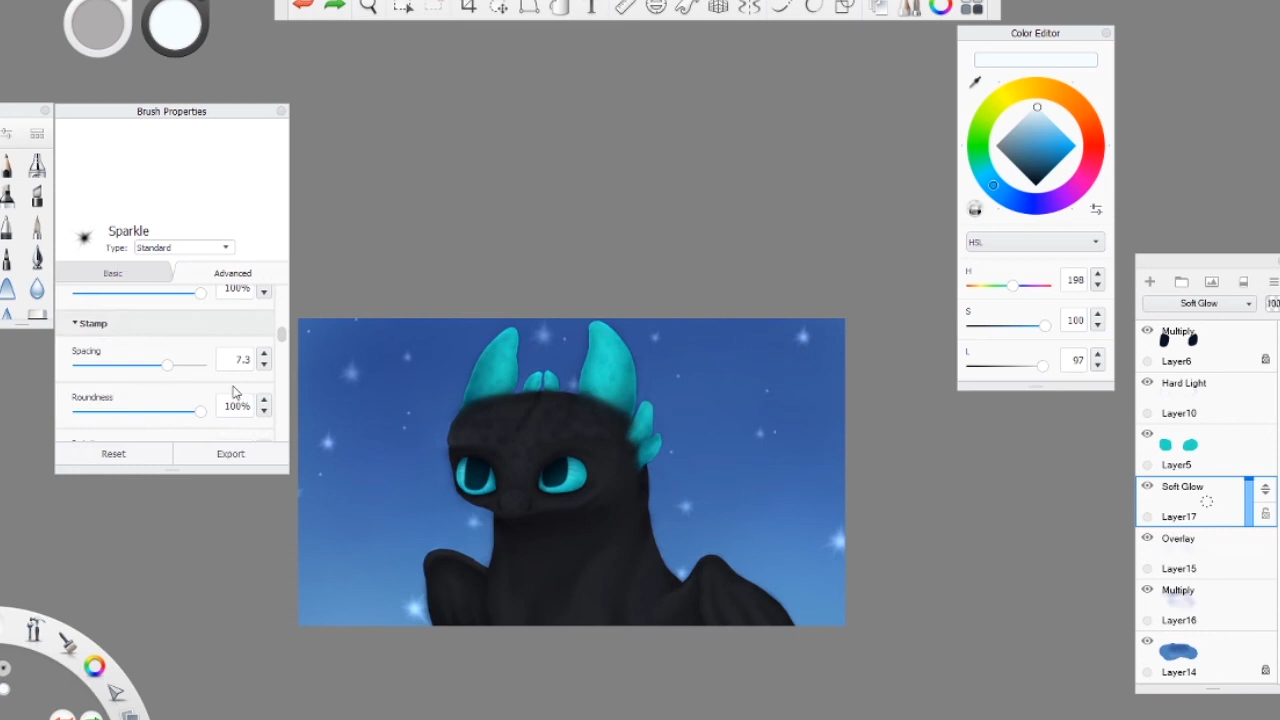 Color Editor
Brush Properties
Sparkle
Type: Standard
Basic Advanced
100%
Stamp
Spacing
7.3
Roundness
100%
Reset Export
HSL
H
198
S
100
L
97
Soft Glow 100
Multiply
Layer6
Hard Light
Layer10
Layer5
Soft Glow
Layer17
Overlay
Layer15
Multiply
Layer16
Layer14